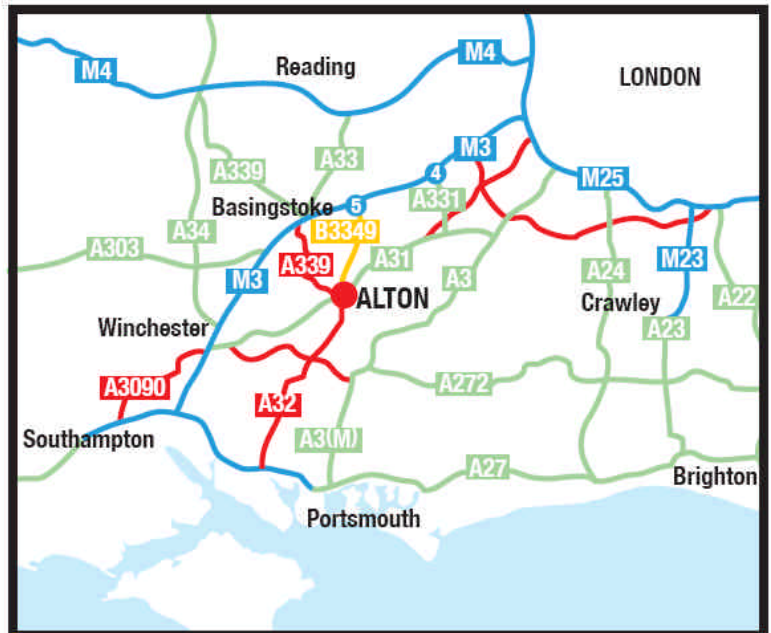 M4
Reading
M4
LONDON
M3
A33
A339
4
M25
A331
5
Basingstoke
B3349
A34
A303
A31
A339
M3
A3
A24
M23
ALTON
A22
Crawley
Winchester
A23
A3090
A272
A32
Southampton
A3(M)
A27
Brighton
Portsmouth